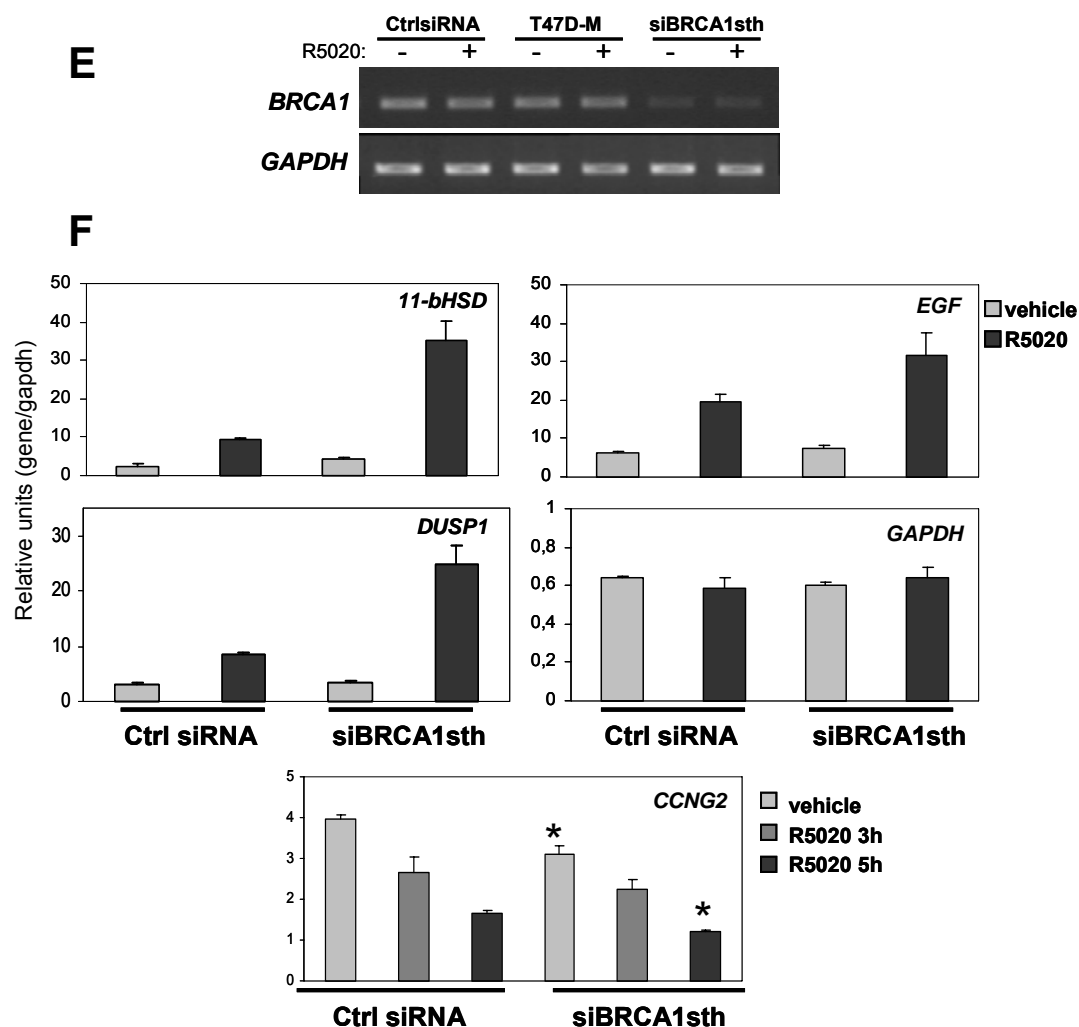 E
CtrlsiRNA T47D-M siBRCA1sth
R5020: - + - + - +
BRCA1
GAPDH
F
Relative units (gene/gapdh)
50
40
30
20
10
0
11-bHSD
50
40
30
20
10
0
EGF
vehicle
R5020
30
20
10
0
DUSP1
Ctrl siRNA siBRCA1sth
1
0,8
0,6
0,4
0,2
0
GAPDH
Ctrl siRNA siBRCA1sth
5
4
3
2
1
0
CCNG2
* *
vehicle
R5020 3h
R5020 5h
Ctrl siRNA siBRCA1sth